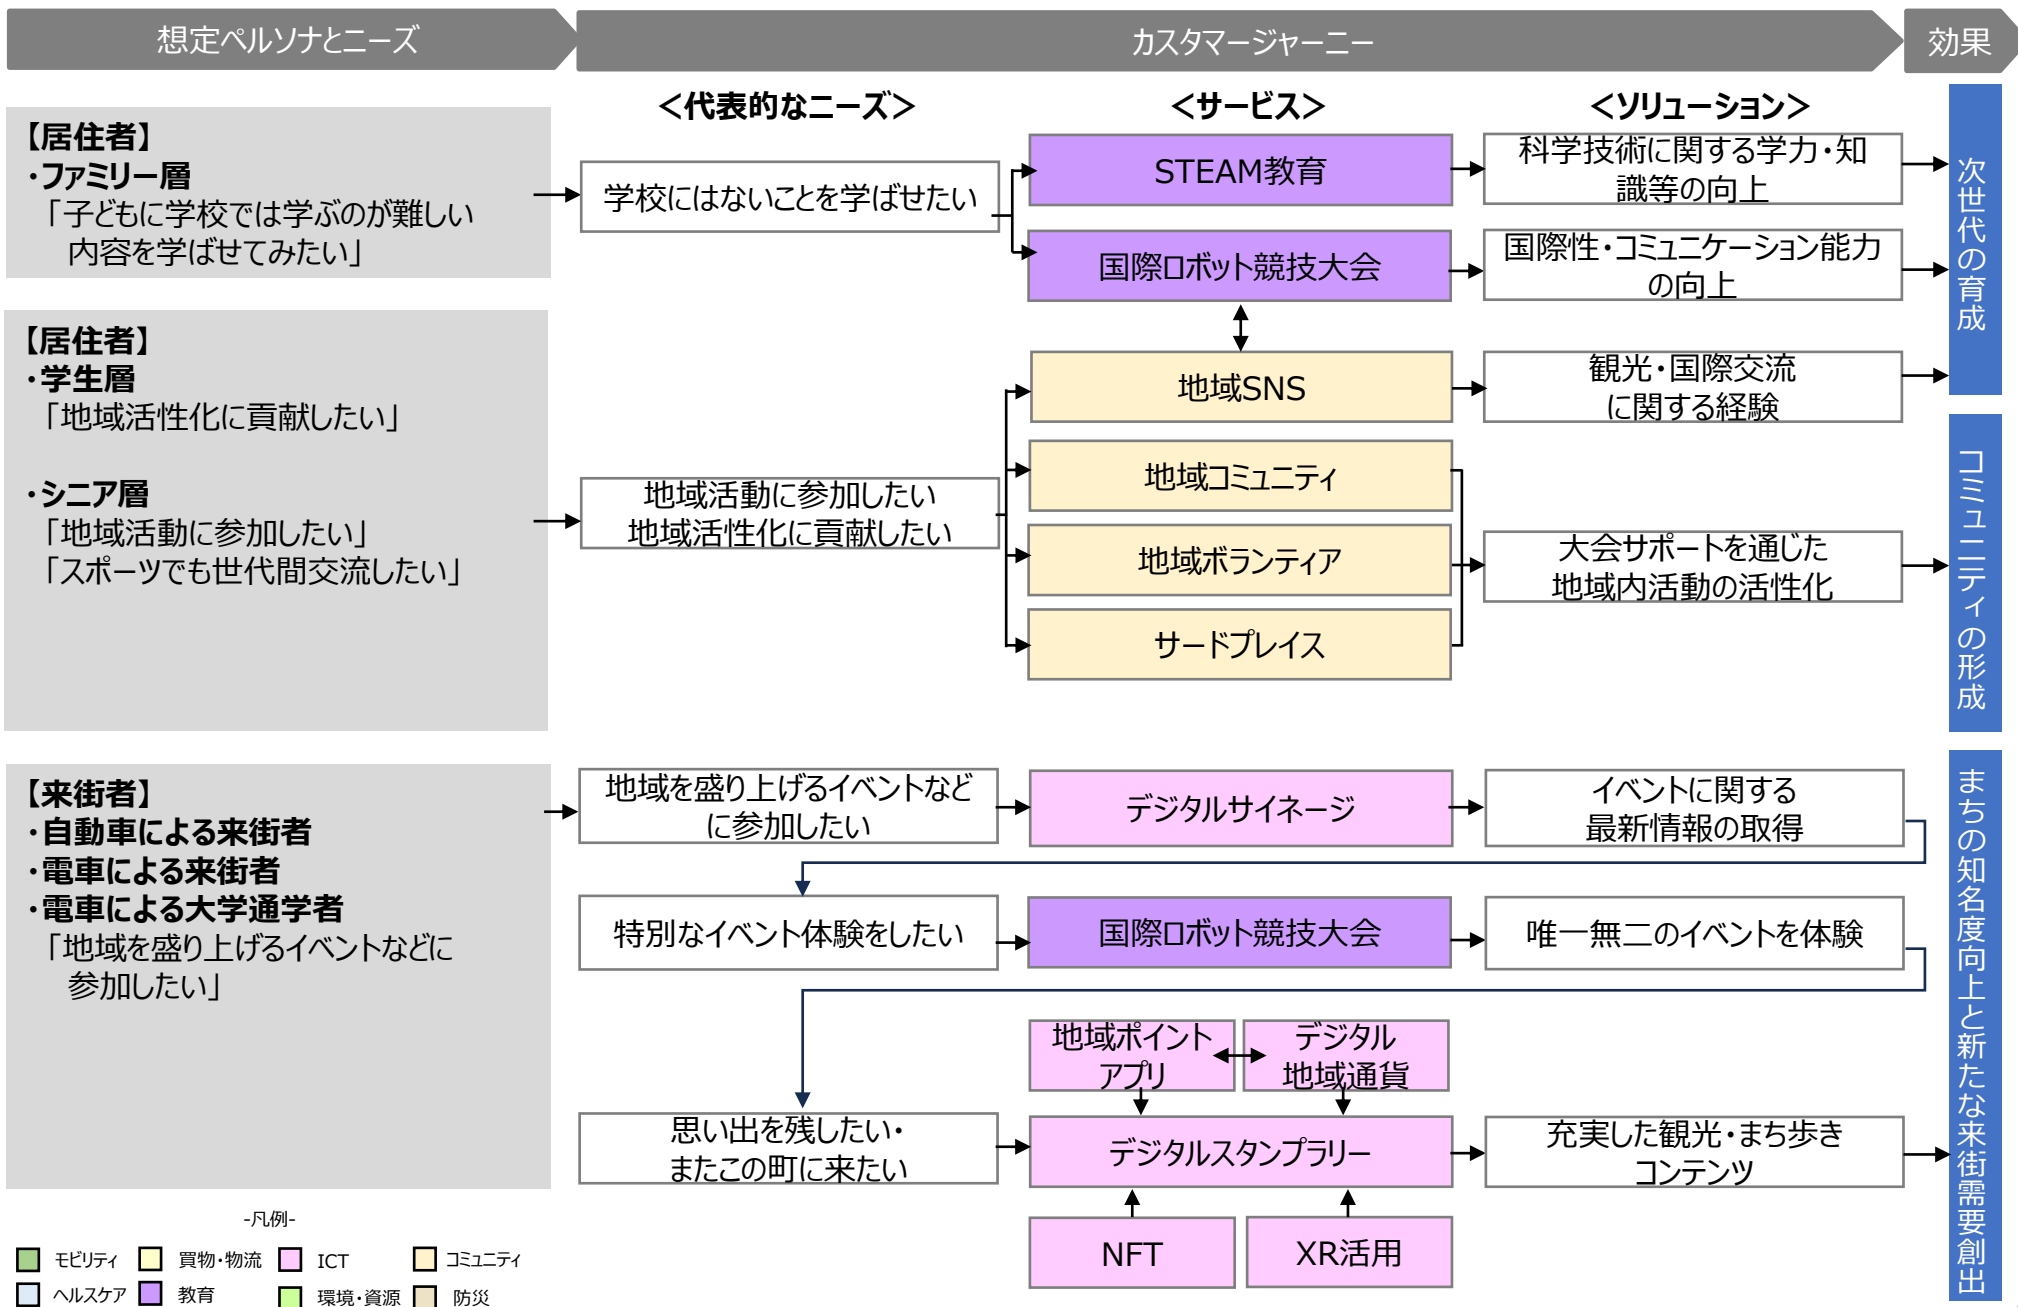 想定ペルソナとニーズ
カスタマージャーニー
効果
＜代表的なニーズ＞
＜サービス＞
＜ソリューション＞
【居住者】
・ファミリー層
「子どもに学校では学ぶのが難しい
内容を学ばせてみたい」
学校にはないことを学ばせたい
STEAM教育
科学技術に関する学力・知
識等の向上
国際ロボット競技大会
国際性・コミュニケーション能力
の向上
次世代の育成
【居住者】
・学生層
「地域活性化に貢献したい」
・シニア層
「地域活動に参加したい」
「スポーツでも世代間交流したい」
地域活動に参加したい
地域活性化に貢献したい
地域SNS
観光・国際交流
に関する経験
地域コミュニティ
地域ボランティア
サードプレイス
大会サポートを通じた
地域内活動の活性化
コミュニティの形成
【来街者】
・自動車による来街者
・電車による来街者
・電車による大学通学者
「地域を盛り上げるイベントなどに
参加したい」
地域を盛り上げるイベントなど
に参加したい
デジタルサイネージ
イベントに関する
最新情報の取得
特別なイベント体験をしたい
国際ロボット競技大会
唯一無二のイベントを体験
地域ポイント
アプリ
デジタル
地域通貨
思い出を残したい・
またこの町に来たい
デジタルスタンプラリー
充実した観光・まち歩き
コンテンツ
NFT
XR活用
まちの知名度向上と新たな来街需要創出
-凡例-
モビリティ
買物・物流
ICT
コミュニティ
ヘルスケア
教育
環境・資源
防災